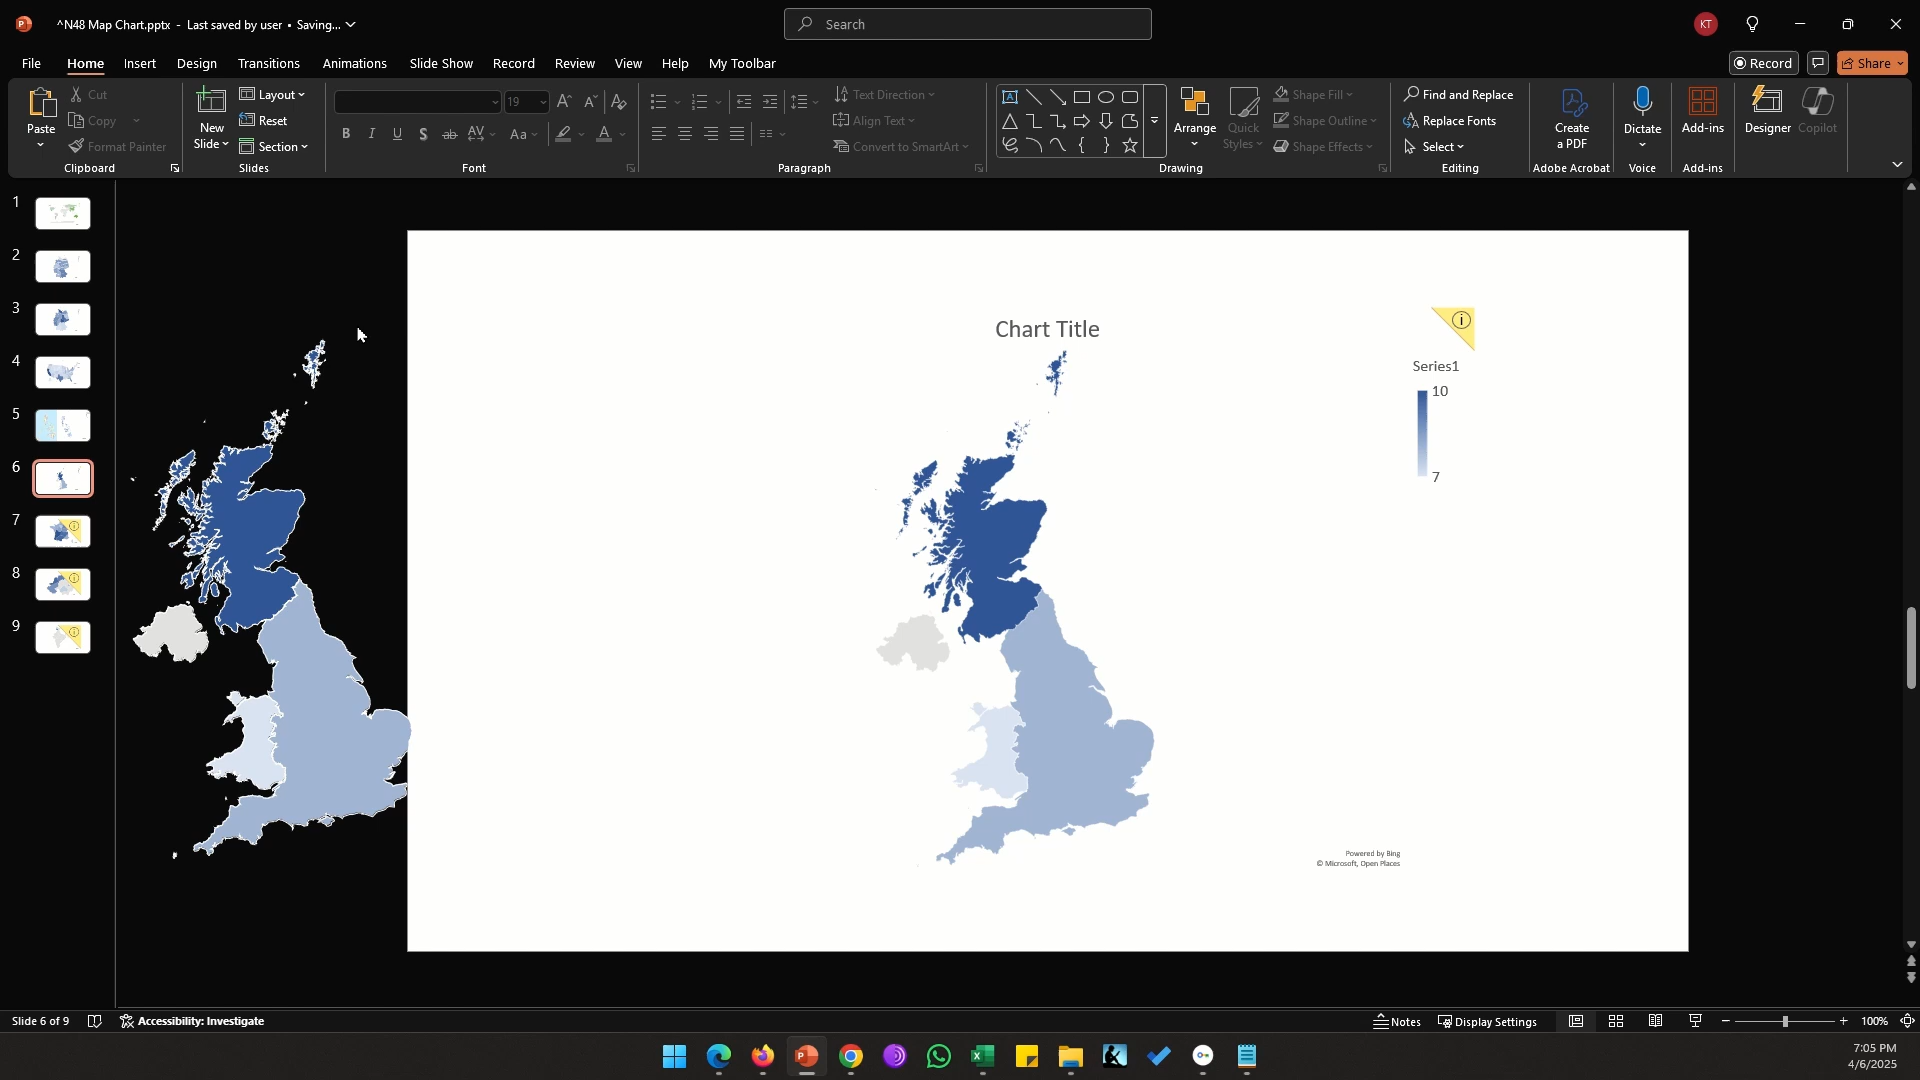 ^N48 Map Chart.pptx - Last saved by user • Saving...
Search
KT
File Home Insert Design Transitions Animations Slide Show Record Review View Help My Toolbar
Record
Share
Paste
Cut
Copy
Format Painter
Clipboard
New Slide
Layout
Reset
Section
Slides
19
B I U S ab AV Aa A
Font
Text Direction
Align Text
Convert to SmartArt
Paragraph
Arrange
Quick Styles
Shape Fill
Shape Outline
Shape Effects
Drawing
Find and Replace
Replace Fonts
Select
Editing
Create a PDF
Adobe Acrobat
Dictate
Voice
Add-ins
Add-ins
Designer
Copilot
1
2
3
4
5
6
7
8
9
Chart Title
Series1
10
7
Powered by Bing
© Microsoft, Open Places
Slide 6 of 9
Accessibility: Investigate
Notes
Display Settings
100%
7:05 PM
4/6/2025